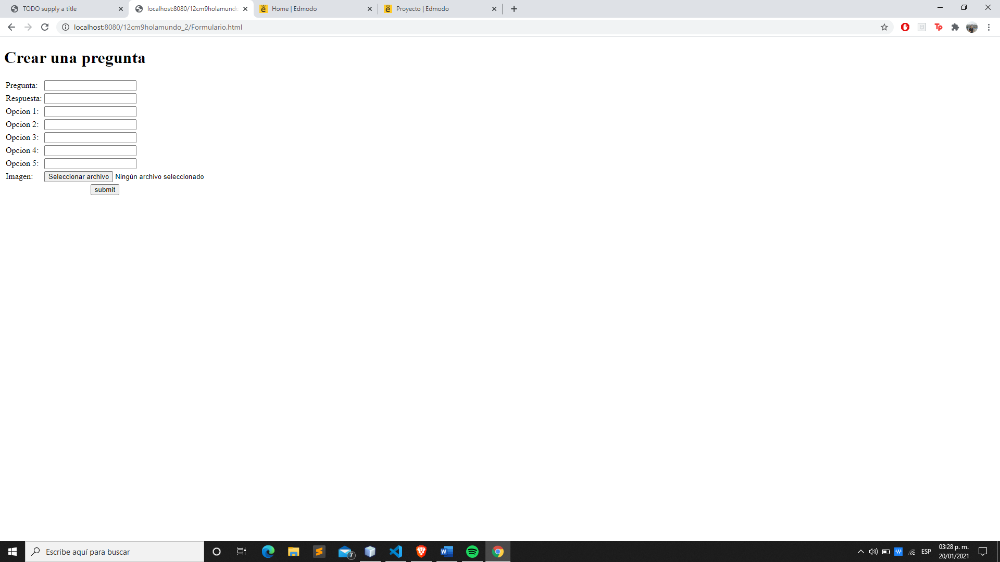 TODO supply a title
localhost:8080/12cm9holamundo
Home | Edmodo
Proyecto | Edmodo
localhost:8080/12cm9holamundo_2/Formulario.html
Tp
Crear una pregunta
Pregunta:
Respuesta:
Opcion 1:
Opcion 2:
Opcion 3:
Opcion 4:
Opcion 5:
Imagen: Seleccionar archivo Ningún archivo seleccionado
submit
Escribe aquí para buscar
7
ESP
03:28 p. m.
20/01/2021